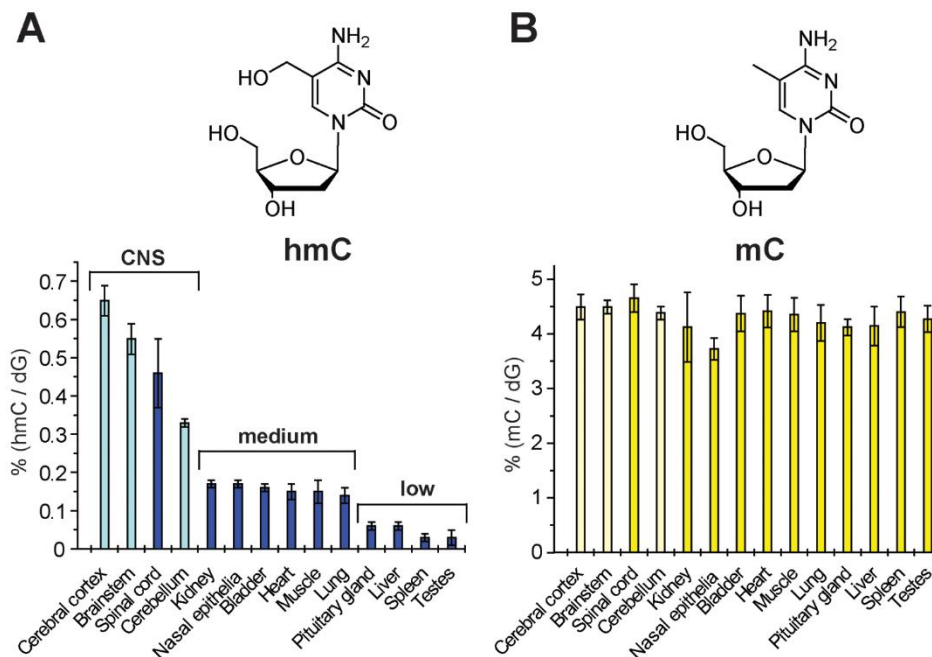 A
NH₂
HO
N
N
O
HO
O
OH
hmC
CNS
medium
low
% (hmC / dG)
0.7
0.6
0.5
0.4
0.3
0.2
0.1
0
Cerebral cortex
Brainstem
Spinal cord
Cerebellum
Kidney
Nasal epithelia
Bladder
Heart
Muscle
Lung
Pituitary gland
Liver
Spleen
Testes
B
NH₂
N
N
O
HO
O
OH
mC
% (mC / dG)
5
4
3
2
1
0
Cerebral cortex
Brainstem
Spinal cord
Cerebellum
Kidney
Nasal epithelia
Bladder
Heart
Muscle
Lung
Pituitary gland
Liver
Spleen
Testes